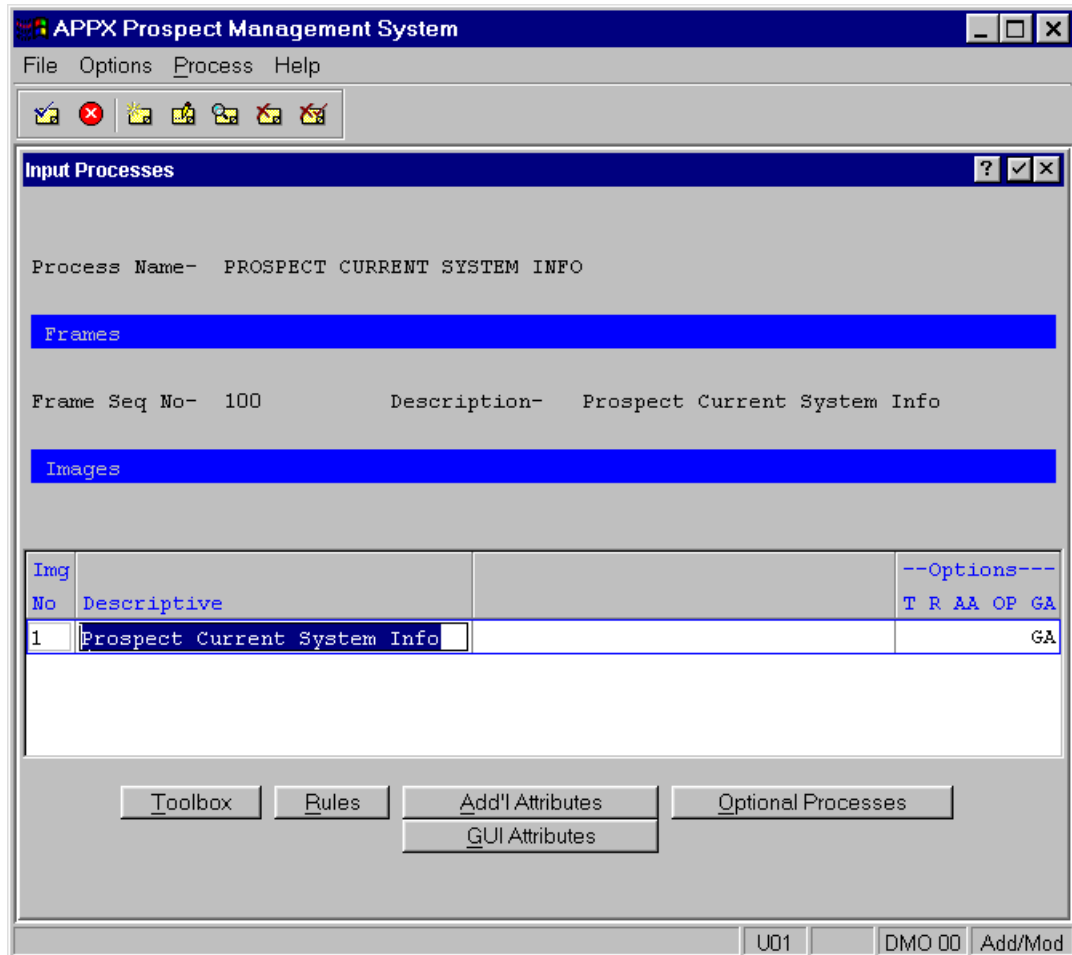 APPX Prospect Management System
File Options Process Help
Input Processes
Process Name- PROSPECT CURRENT SYSTEM INFO
Frames
Frame Seq No- 100 Description- Prospect Current System Info
Images
Img --Options---
No Descriptive T R AA OP GA
1 Prospect Current System Info GA
Toolbox Rules Add'l Attributes Optional Processes
GUI Attributes
U01 DMO 00 Add/Mod